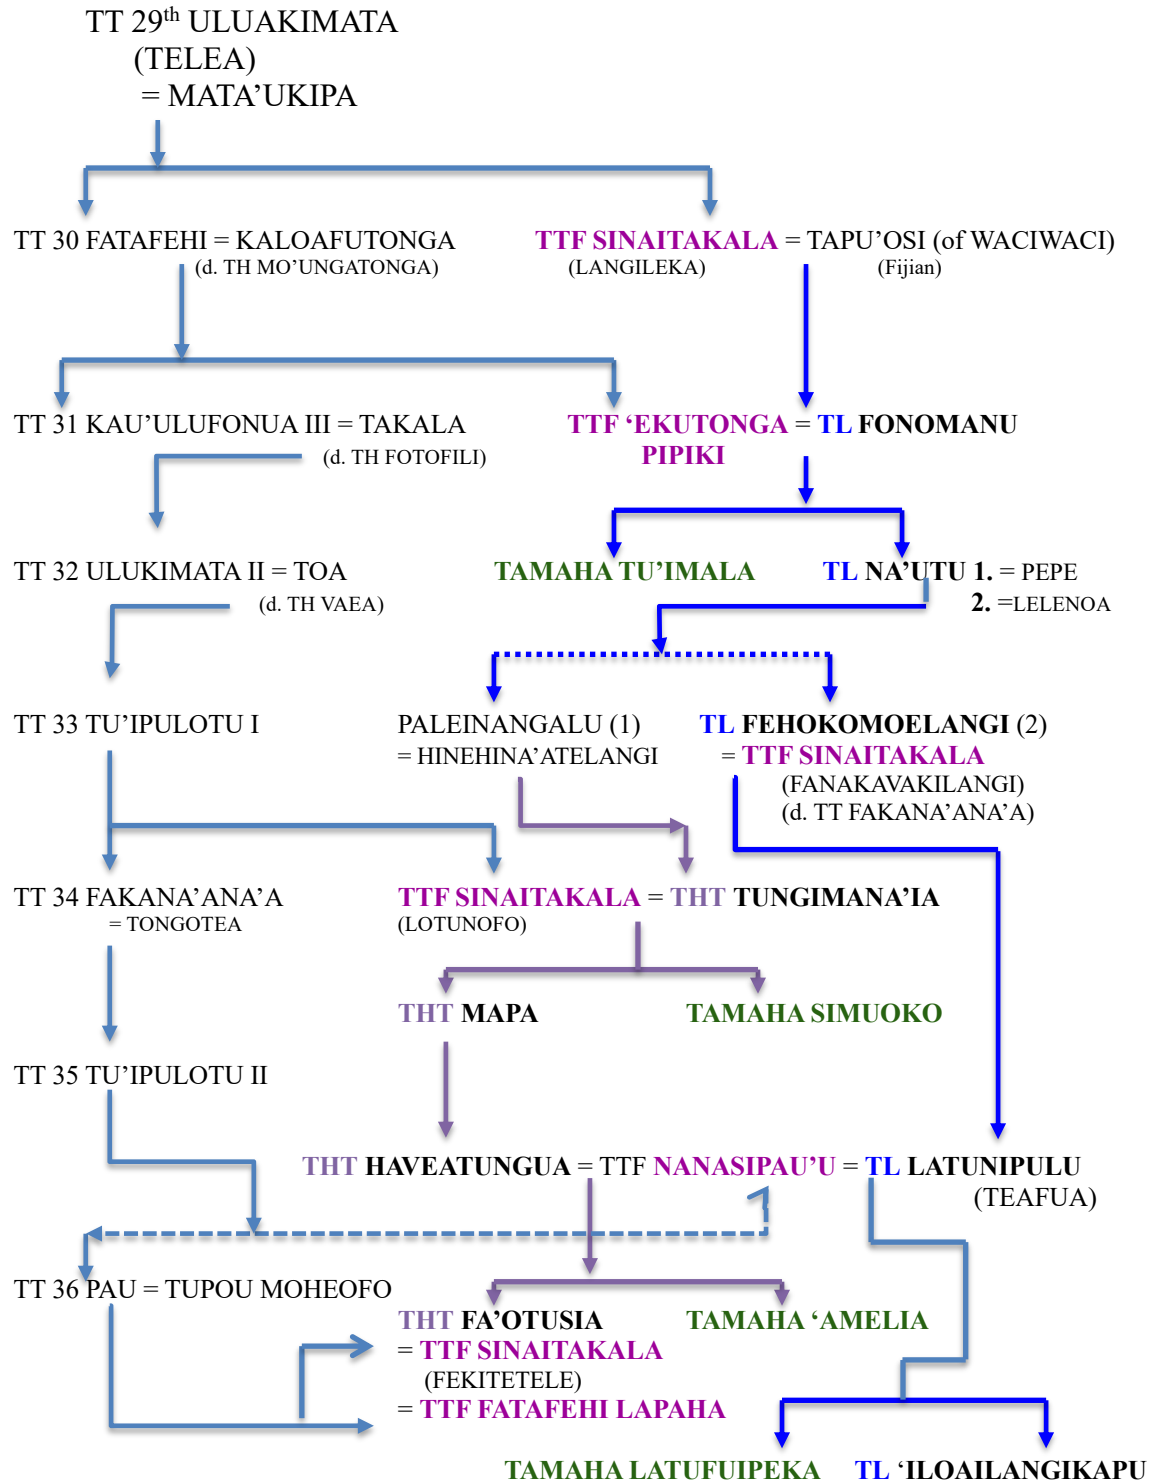 TT 29th ULUAKIMATA
(TELEA)
= MATA’UKIPA
TT 30 FATAFEHI = KALOAFUTONGA TTF SINAITAKALA = TAPU’OSI (of WACIWACI)
(d. TH MO’UNGATONGA) (LANGILEKA) (Fijian)
TT 31 KAU’ULUFONUA III = TAKALA TTF ‘EKUTONGA = TL FONOMANU
(d. TH FOTOFILI) PIPIKI
TT 32 ULUKIMATA II = TOA TAMAHA TU’IMALA TL NA’UTU 1. = PEPE
(d. TH VAEA) 2. =LELENOA
TT 33 TU’IPULOTU I PALEINANGALU (1) TL FEHOKOMOELANGI (2)
= HINEHINA’ATELANGI = TTF SINAITAKALA
(FANAKAVAKILANGI)
(d. TT FAKANA’ANA’A)
TT 34 FAKANA’ANA’A TTF SINAITAKALA = THT TUNGIMANA’IA
= TONGOTEA (LOTUNOFO)
THT MAPA TAMAHA SIMUOKO
TT 35 TU’IPULOTU II
THT HAVEATUNGUA = TTF NANASIPAU’U = TL LATUNIPULU
(TEAFUA)
TT 36 PAU = TUPOU MOHEOFO
THT FA’OTUSIA TAMAHA ‘AMELIA
= TTF SINAITAKALA
(FEKITETELE)
= TTF FATAFEHI LAPAHA
TAMAHA LATUFUIPEKA TL ‘ILOAILANGIKAPU